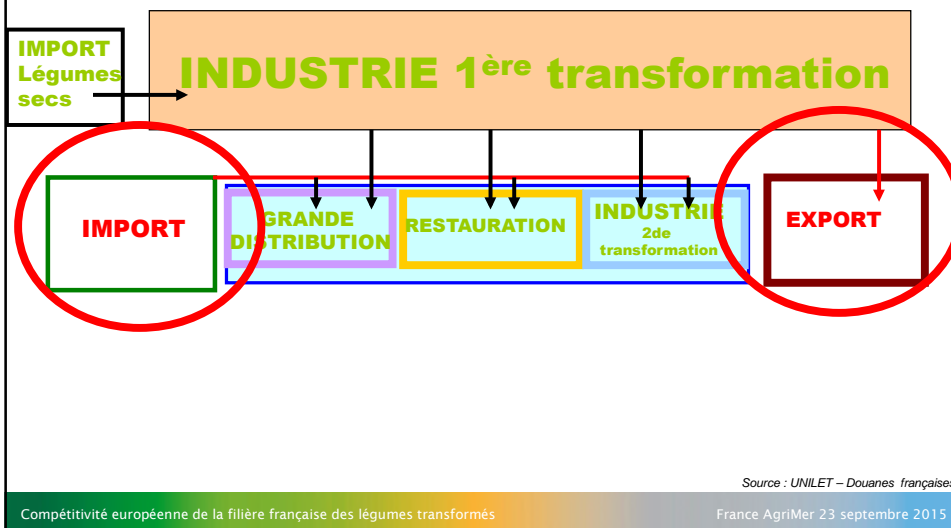 IMPORT
Légumes
secs
INDUSTRIE 1ère transformation
IMPORT
GRANDE
DISTRIBUTION
RESTAURATION
INDUSTRIE
2de
transformation
EXPORT
Source : UNILET – Douanes françaises
Compétitivité européenne de la filière française des légumes transformés
France AgriMer 23 septembre 2015